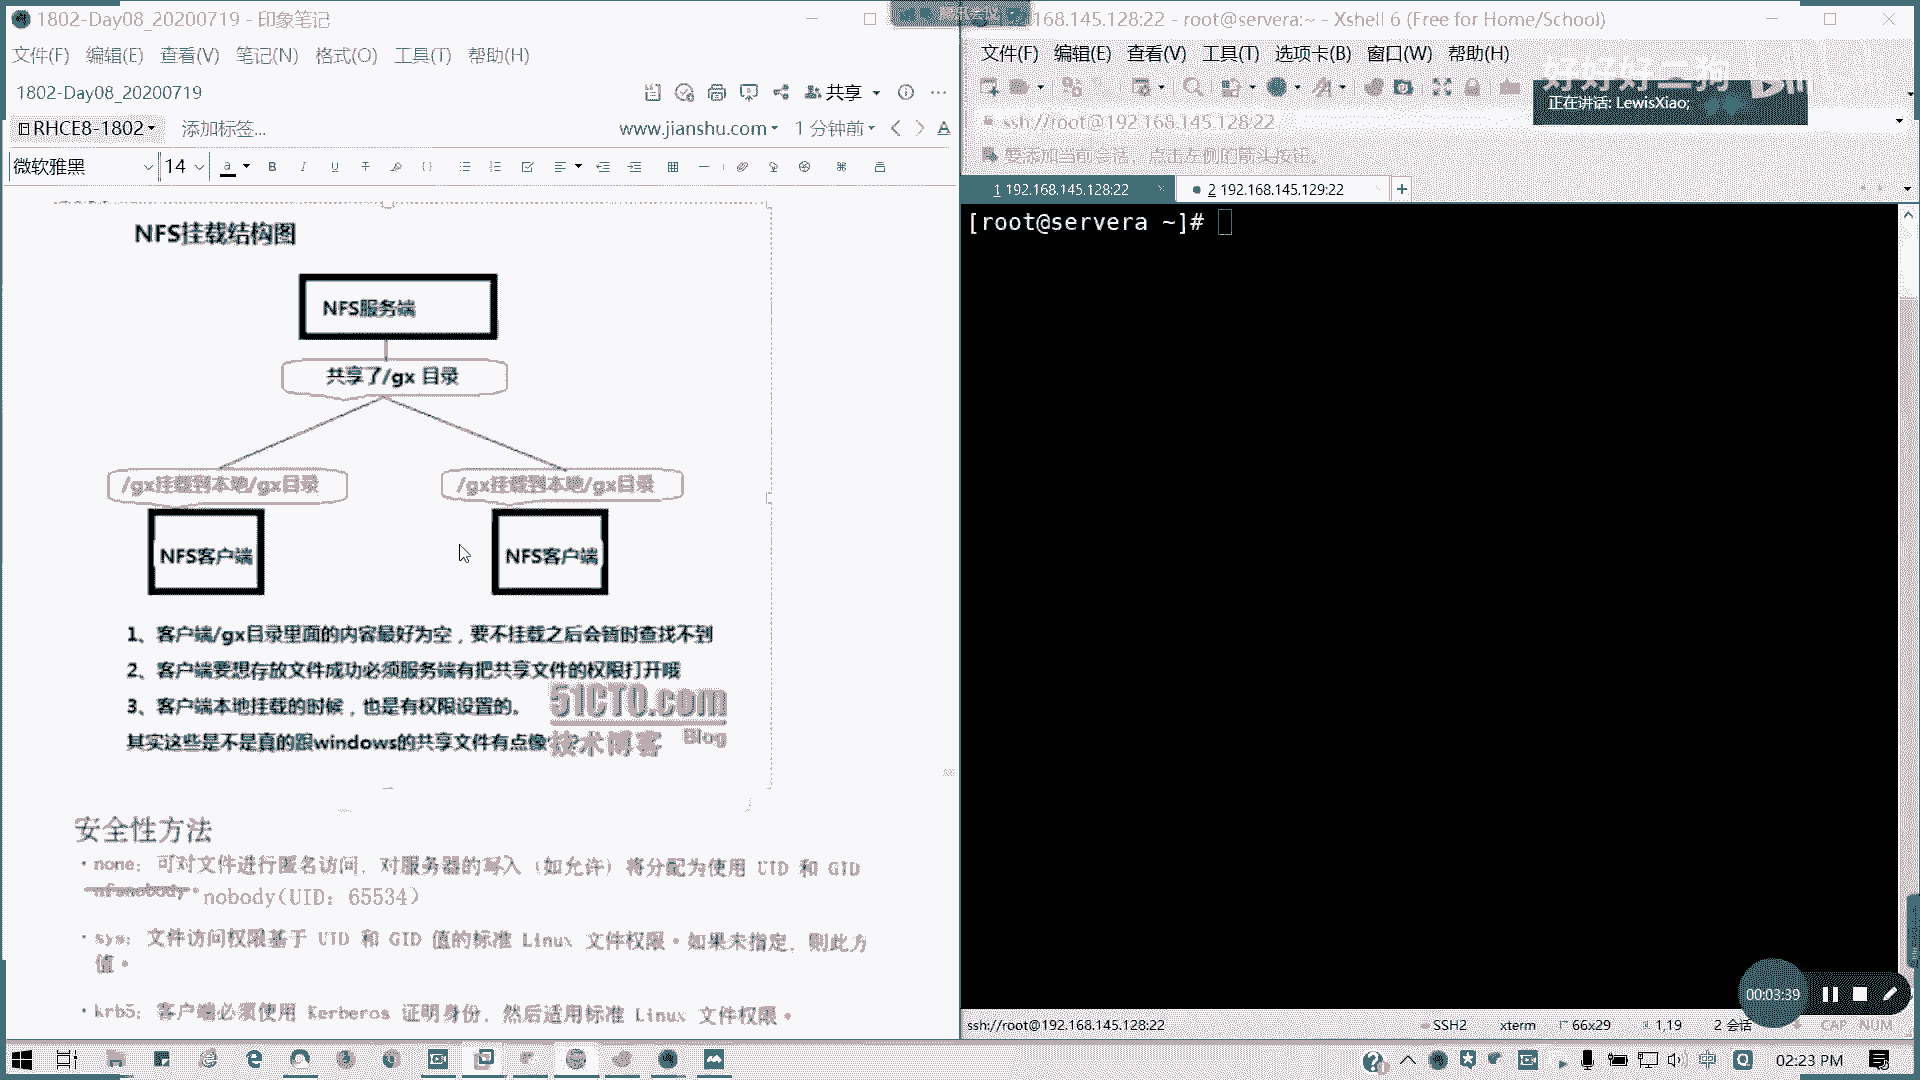 1802-Day08_20200719 - 印象笔记
文件(F) 编辑(E) 查看(V) 笔记(N) 格式(O) 工具(T) 帮助(H)
1802-Day08_20200719
共享
RHCE8-1802
添加标签...
www.jianshu.com
1 分钟前
微软雅黑
14
NFS挂载结构图
NFS服务端
共享了/gx 目录
/gx挂载到本地/gx目录
/gx挂载到本地/gx目录
NFS客户端
NFS客户端
1、客户端/gx目录里面的内容最好为空，要不挂载之后会暂时查找不到
2、客户端要想存放文件成功必须服务端有把共享文件的权限打开哦
3、客户端本地挂载的时候，也是有权限设置的。
其实这些是不是真的跟windows的共享文件有点像
51CTO.com
技术博客 Blog
安全性方法
·none：可对文件进行匿名访问，对服务器的写入（如允许）将分配为使用 UID 和 GID
nfsnobody。nobody(UID：65534)
·sys：文件访问权限基于 UID 和 GID 值的标准 Linux 文件权限。如果未指定，则此方
值。
·krb5：客户端必须使用 Kerberos 证明身份，然后适用标准 Linux 文件权限。
腾讯会议
168.145.128:22 - root@servera:~ - Xshell 6 (Free for Home/School)
文件(F) 编辑(E) 查看(V) 工具(T) 选项卡(B) 窗口(W) 帮助(H)
好好好二狗
正在讲话: LewisXiao;
ssh://root@192.168.145.128:22
要添加当前会话，点击左侧的箭头按钮。
1 192.168.145.128:22
2 192.168.145.129:22
[root@servera ~]#
00:03:39
ssh://root@192.168.145.128:22
SSH2
xterm
66x29
1,19
2 会话
CAP NUM
中
02:23 PM